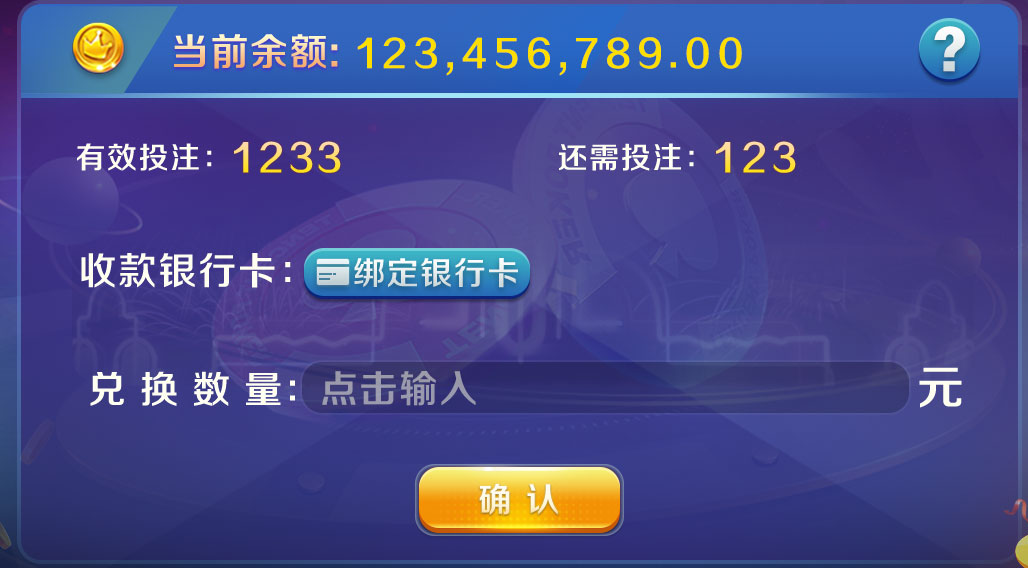 当前余额: 123,456,789.00 ?
有效投注: 1233 还需投注: 123
收款银行卡: 绑定银行卡
兑换数量: 点击输入 元
确认